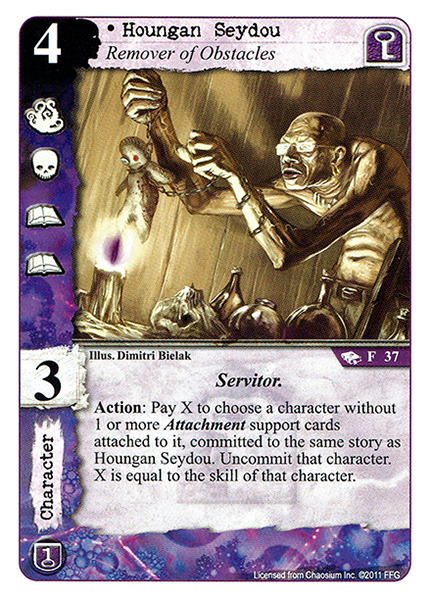 4
• Houngan Seydou
Remover of Obstacles
Illus. Dimitri Bielak
F 37
3
Servitor.
Action: Pay X to choose a character without
1 or more Attachment support cards
attached to it, committed to the same story as
Houngan Seydou. Uncommit that character.
X is equal to the skill of that character.
Character
1
Licensed from Chaosium Inc. ©2011 FFG